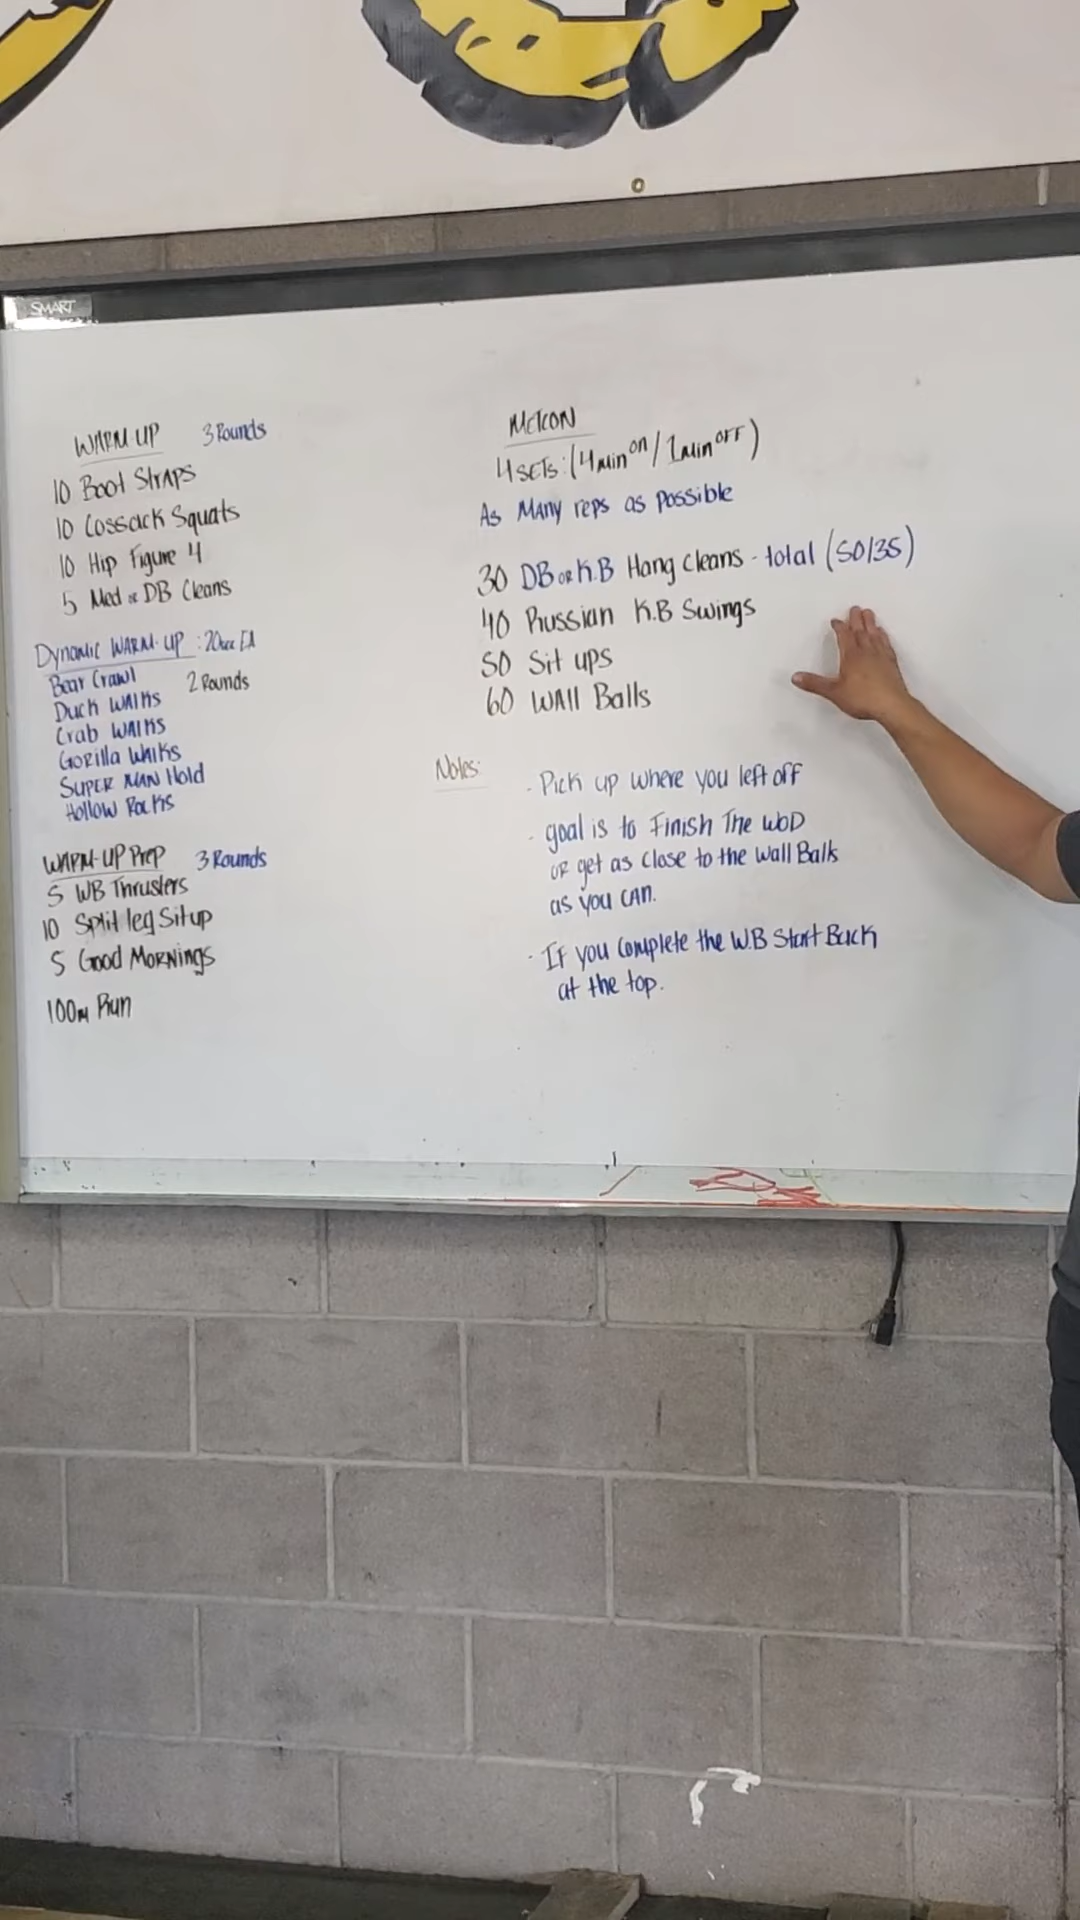 SMART
WARM-UP 3 Rounds
10 Boot Straps
10 Cossack Squats
10 Hip Figure 4
5 Med or DB Cleans
Dynamic WARM-UP : 20sec EA
Bear Crawl
2 Rounds
Duck Walks
Crab Walks
Gorilla Walks
SUPER MAN Hold
Hollow Rocks
WARM-UP Prep 3 Rounds
5 WB Thrusters
10 Split leg Sit up
5 Good Mornings
100m Run
METCON
4 SETS: (4 min on / 1 min OFF)
As Many reps as possible
30 DB OR K.B Hang Cleans - total (50/35)
40 Russian K.B Swings
50 Sit ups
60 Wall Balls
Notes:
- Pick up where you left off
- goal is to Finish The WOD
OR get as close to the Wall Balls
as you CAN.
- If you complete the W.B Start Back
at the top.